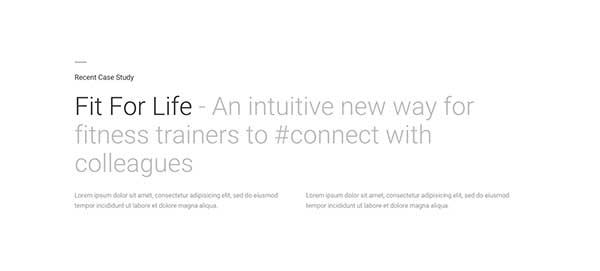 Recent Case Study
Fit For Life - An intuitive new way for
fitness trainers to #connect with
colleagues
Lorem ipsum dolor sit amet, consectetur adipisicing elit, sed do eiusmod
tempor incididunt ut labore et dolore magna aliqua.
Lorem ipsum dolor sit amet, consectetur adipisicing elit, sed do eiusmod
tempor incididunt ut labore et dolore magna aliqua